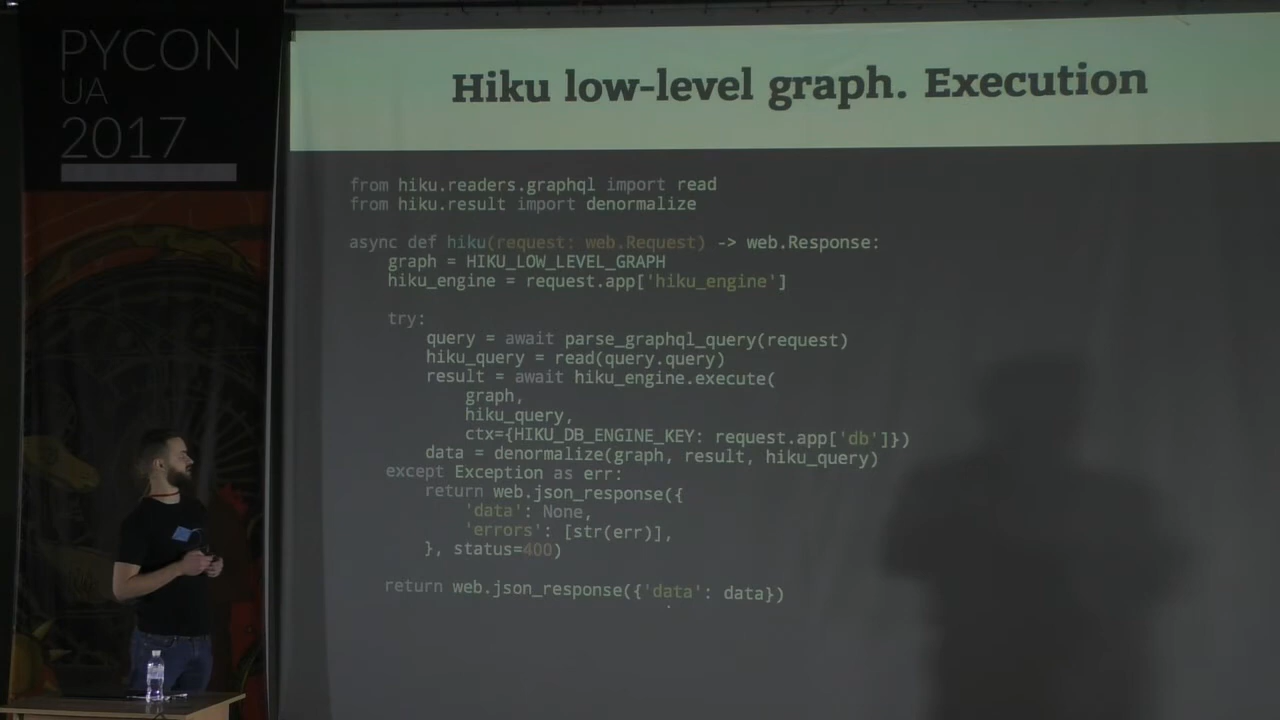 PYCON
UA
2017
Hiku low-level graph. Execution
from hiku.readers.graphql import read
from hiku.result import denormalize
async def hiku(request: web.Request) -> web.Response:
graph = HIKU_LOW_LEVEL_GRAPH
hiku_engine = request.app['hiku_engine']
try:
query = await parse_graphql_query(request)
hiku_query = read(query.query)
result = await hiku_engine.execute(
graph,
hiku_query,
ctx={HIKU_DB_ENGINE_KEY: request.app['db']})
data = denormalize(graph, result, hiku_query)
except Exception as err:
return web.json_response({
'data': None,
'errors': [str(err)],
}, status=400)
return web.json_response({'data': data})